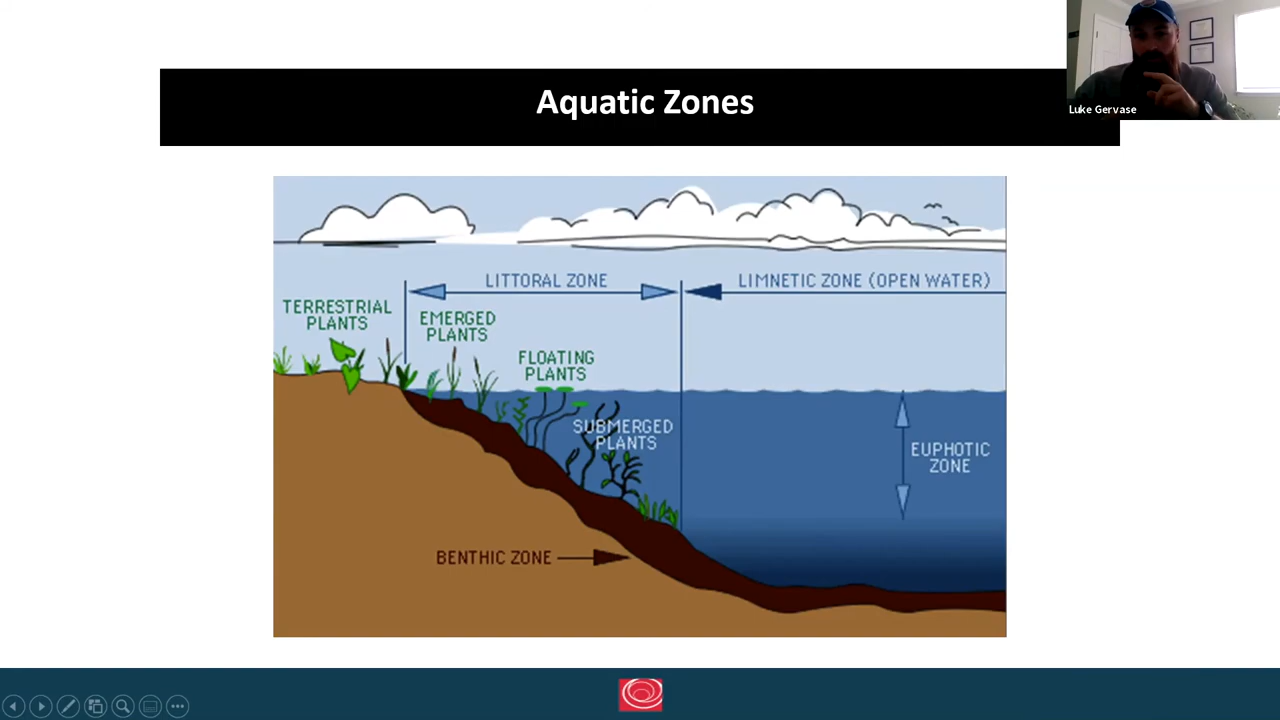 Aquatic Zones
Luke Gervase
LITTORAL ZONE
LIMNETIC ZONE (OPEN WATER)
TERRESTRIAL
PLANTS
EMERGED
PLANTS
FLOATING
PLANTS
SUBMERGED
PLANTS
EUPHOTIC
ZONE
BENTHIC ZONE